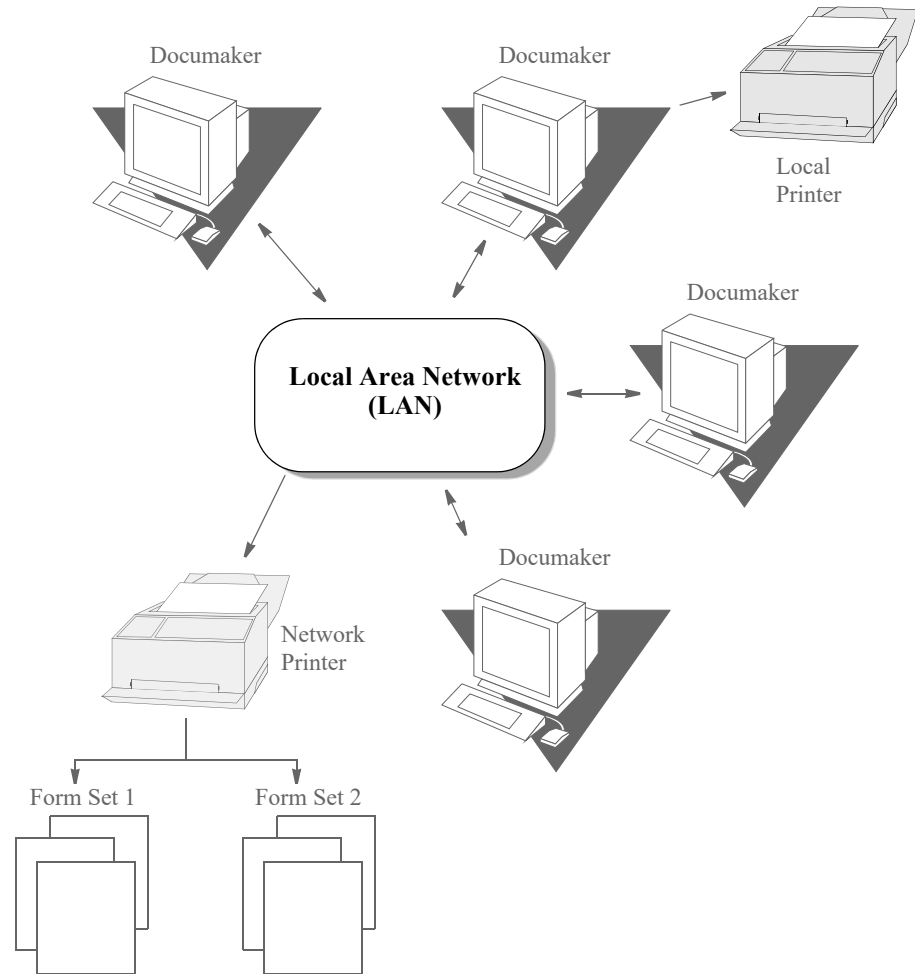 Documaker
Documaker
Local
Printer
Documaker
Local Area Network
(LAN)
Documaker
Network
Printer
Form Set 1
Form Set 2